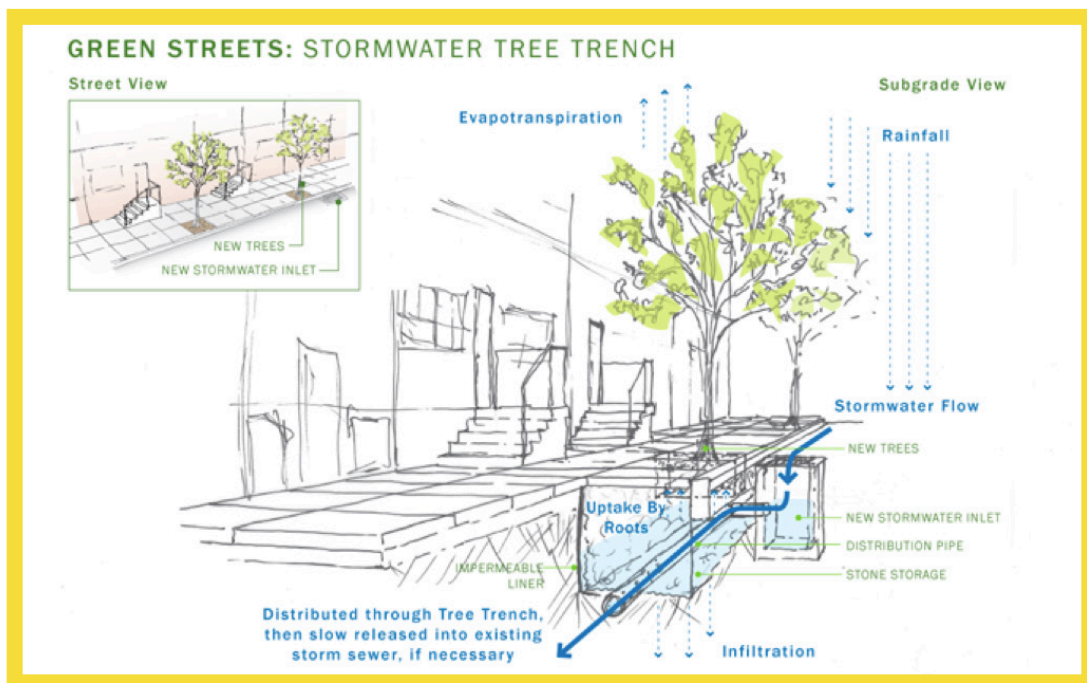 GREEN STREETS: STORMWATER TREE TRENCH
Street View
NEW TREES
NEW STORMWATER INLET
Subgrade View
Evapotranspiration
Rainfall
Stormwater Flow
NEW TREES
Uptake By
Roots
NEW STORMWATER INLET
DISTRIBUTION PIPE
IMPERMEABLE
LINER
STONE STORAGE
Distributed through Tree Trench,
then slow released into existing
storm sewer, if necessary
Infiltration